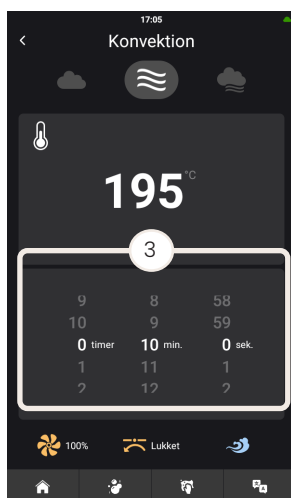 17:05
Konvektion
195 °C
3
9 8 58
10 9 59
0 timer 10 min. 0 sek.
1 11 1
2 12 2
100% Lukket